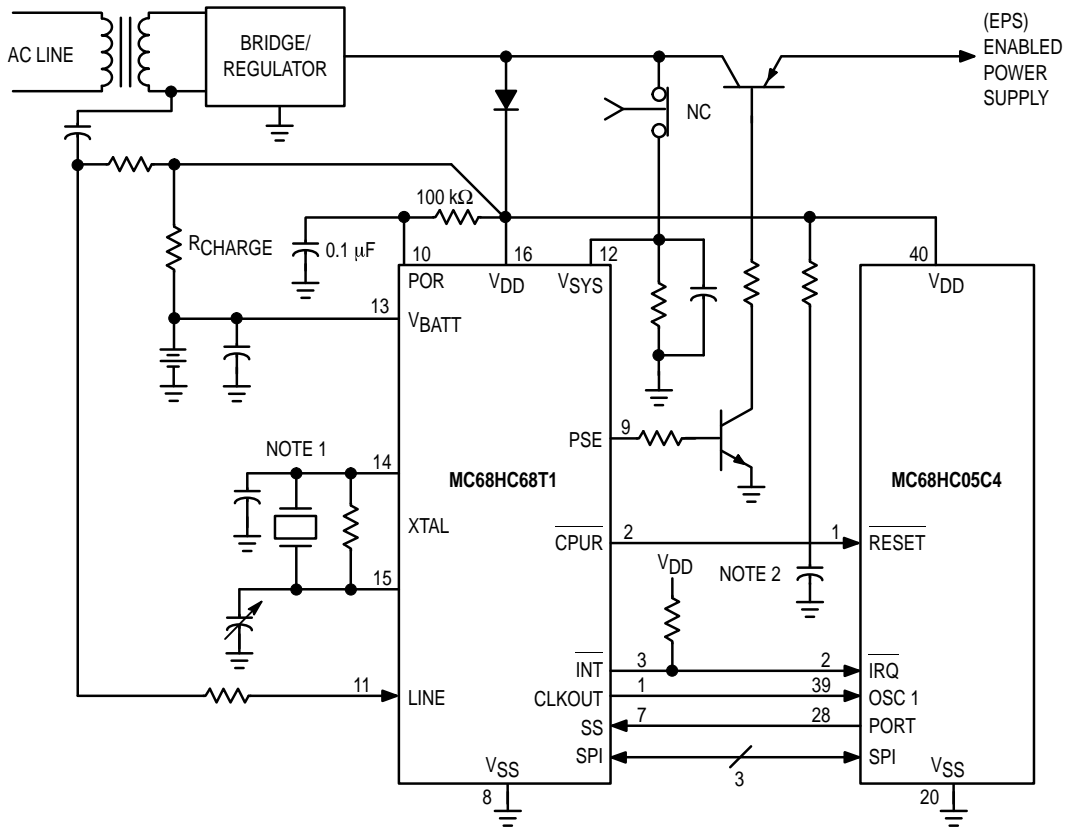 AC LINE
BRIDGE/
REGULATOR
(EPS)
ENABLED
POWER
SUPPLY
NC
100 kΩ
RCHARGE
0.1 μF
10
16
12
40
POR
VDD
VSYS
VDD
13
VBATT
9
PSE
NOTE 1
14
MC68HC68T1
MC68HC05C4
XTAL
CPUR
2
1
RESET
15
VDD
NOTE 2
INT
3
2
IRQ
11
LINE
CLKOUT
1
39
OSC 1
SS
7
28
PORT
SPI
3
SPI
VSS
8
VSS
20